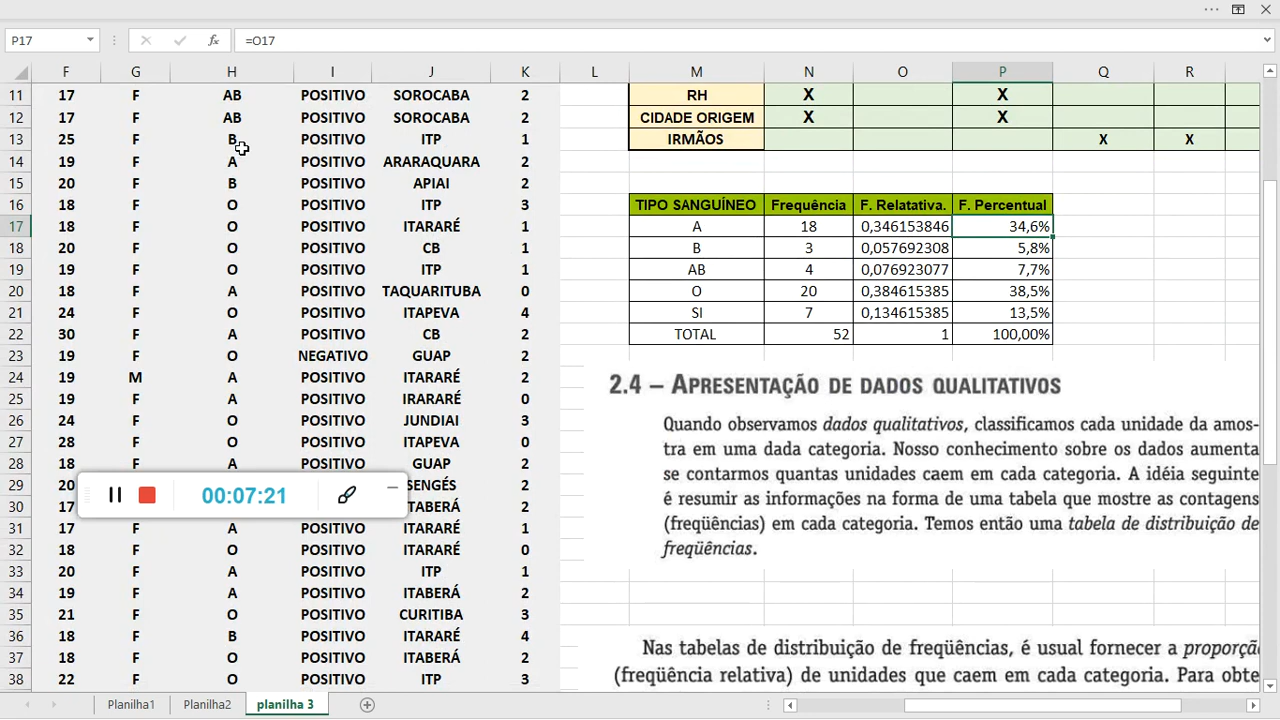 P17 fx =O17
F G H I J K L M N O P Q R
11 17 F AB POSITIVO SOROCABA 2 RH X X
12 17 F AB POSITIVO SOROCABA 2 CIDADE ORIGEM X X
13 25 F B POSITIVO ITP 1 IRMÃOS X X
14 19 F A POSITIVO ARARAQUARA 2
15 20 F B POSITIVO APIAI 2
16 18 F O POSITIVO ITP 3 TIPO SANGUÍNEO Frequência F. Relatativa. F. Percentual
17 18 F O POSITIVO ITARARÉ 1 A 18 0,346153846 34,6%
18 20 F O POSITIVO CB 1 B 3 0,057692308 5,8%
19 19 F O POSITIVO ITP 1 AB 4 0,076923077 7,7%
20 18 F A POSITIVO TAQUARITUBA 0 O 20 0,384615385 38,5%
21 24 F O POSITIVO ITAPEVA 4 SI 7 0,134615385 13,5%
22 30 F A POSITIVO CB 2 TOTAL 52 1 100,00%
23 19 F O NEGATIVO GUAP 2
24 19 M A POSITIVO ITARARÉ 2
25 19 F A POSITIVO IRARARÉ 0
26 24 F O POSITIVO JUNDIAI 3
27 28 F O POSITIVO ITAPEVA 0
28 18 F A POSITIVO GUAP 2
29 20 SENGÉS 2
30 17 TABERÁ 2
00:07:21
31 17 F A POSITIVO ITARARÉ 1
32 18 F O POSITIVO ITARARÉ 0
33 20 F A POSITIVO ITP 1
34 19 F A POSITIVO ITABERÁ 2
35 21 F O POSITIVO CURITIBA 3
36 18 F B POSITIVO ITARARÉ 4
37 18 F O POSITIVO ITABERÁ 2
38 22 F O POSITIVO ITP 3
2.4 – APRESENTAÇÃO DE DADOS QUALITATIVOS
Quando observamos dados qualitativos, classificamos cada unidade da amos-
tra em uma dada categoria. Nosso conhecimento sobre os dados aumenta
se contarmos quantas unidades caem em cada categoria. A idéia seguinte
é resumir as informações na forma de uma tabela que mostre as contagens
(freqüências) em cada categoria. Temos então uma tabela de distribuição de
freqüências.
Nas tabelas de distribuição de freqüências, é usual fornecer a proporçã
(freqüência relativa) de unidades que caem em cada categoria. Para obte
Planilha1 Planilha2 planilha 3